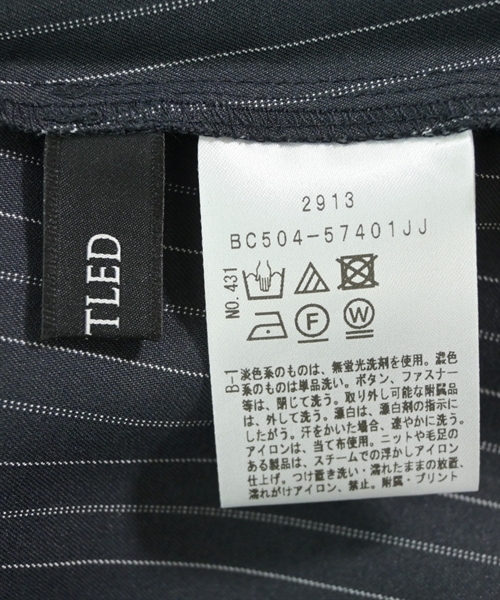 TLED
2913
BC504-57401JJ
NO.431
F
W
B-1
淡色系のものは、無蛍光洗剤を使用。濃色
系のものは単品洗い。ボタン、ファスナー
等は、閉じて洗う。取り外し可能な附属品
は、外して洗う。漂白は、漂白剤の指示に
したがう。汗をかいた場合、速やかに洗う。
アイロンは、当て布使用。ニットや毛足の
ある製品は、スチームでの浮かしアイロン
仕上げ。つけ置き洗い・濡れたままの放置、
濡れがけアイロン、禁止。附属・プリント